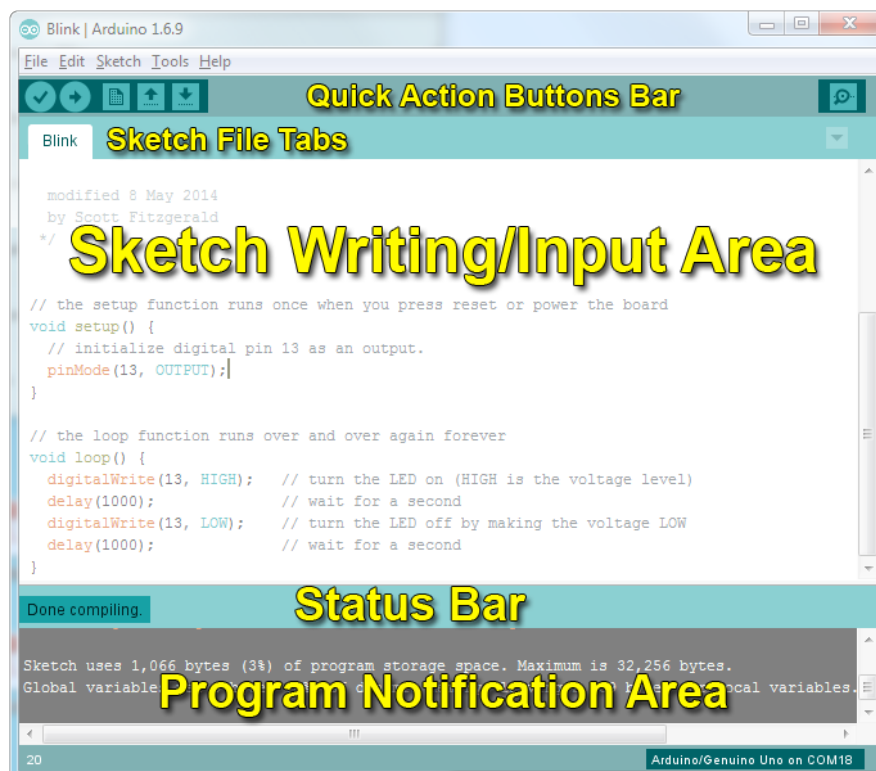 Blink | Arduino 1.6.9
File Edit Sketch Tools Help
Quick Action Buttons Bar
Blink
Sketch File Tabs
modified 8 May 2014
by Scott Fitzgerald
*/
Sketch Writing/Input Area
// the setup function runs once when you press reset or power the board
void setup() {
// initialize digital pin 13 as an output.
pinMode(13, OUTPUT);
}
// the loop function runs over and over again forever
void loop() {
digitalWrite(13, HIGH);   // turn the LED on (HIGH is the voltage level)
delay(1000);              // wait for a second
digitalWrite(13, LOW);    // turn the LED off by making the voltage LOW
delay(1000);              // wait for a second
}
Done compiling.
Status Bar
Sketch uses 1,066 bytes (3%) of program storage space. Maximum is 32,256 bytes.
Global local variables.
Program Notification Area
20
Arduino/Genuino Uno on COM18